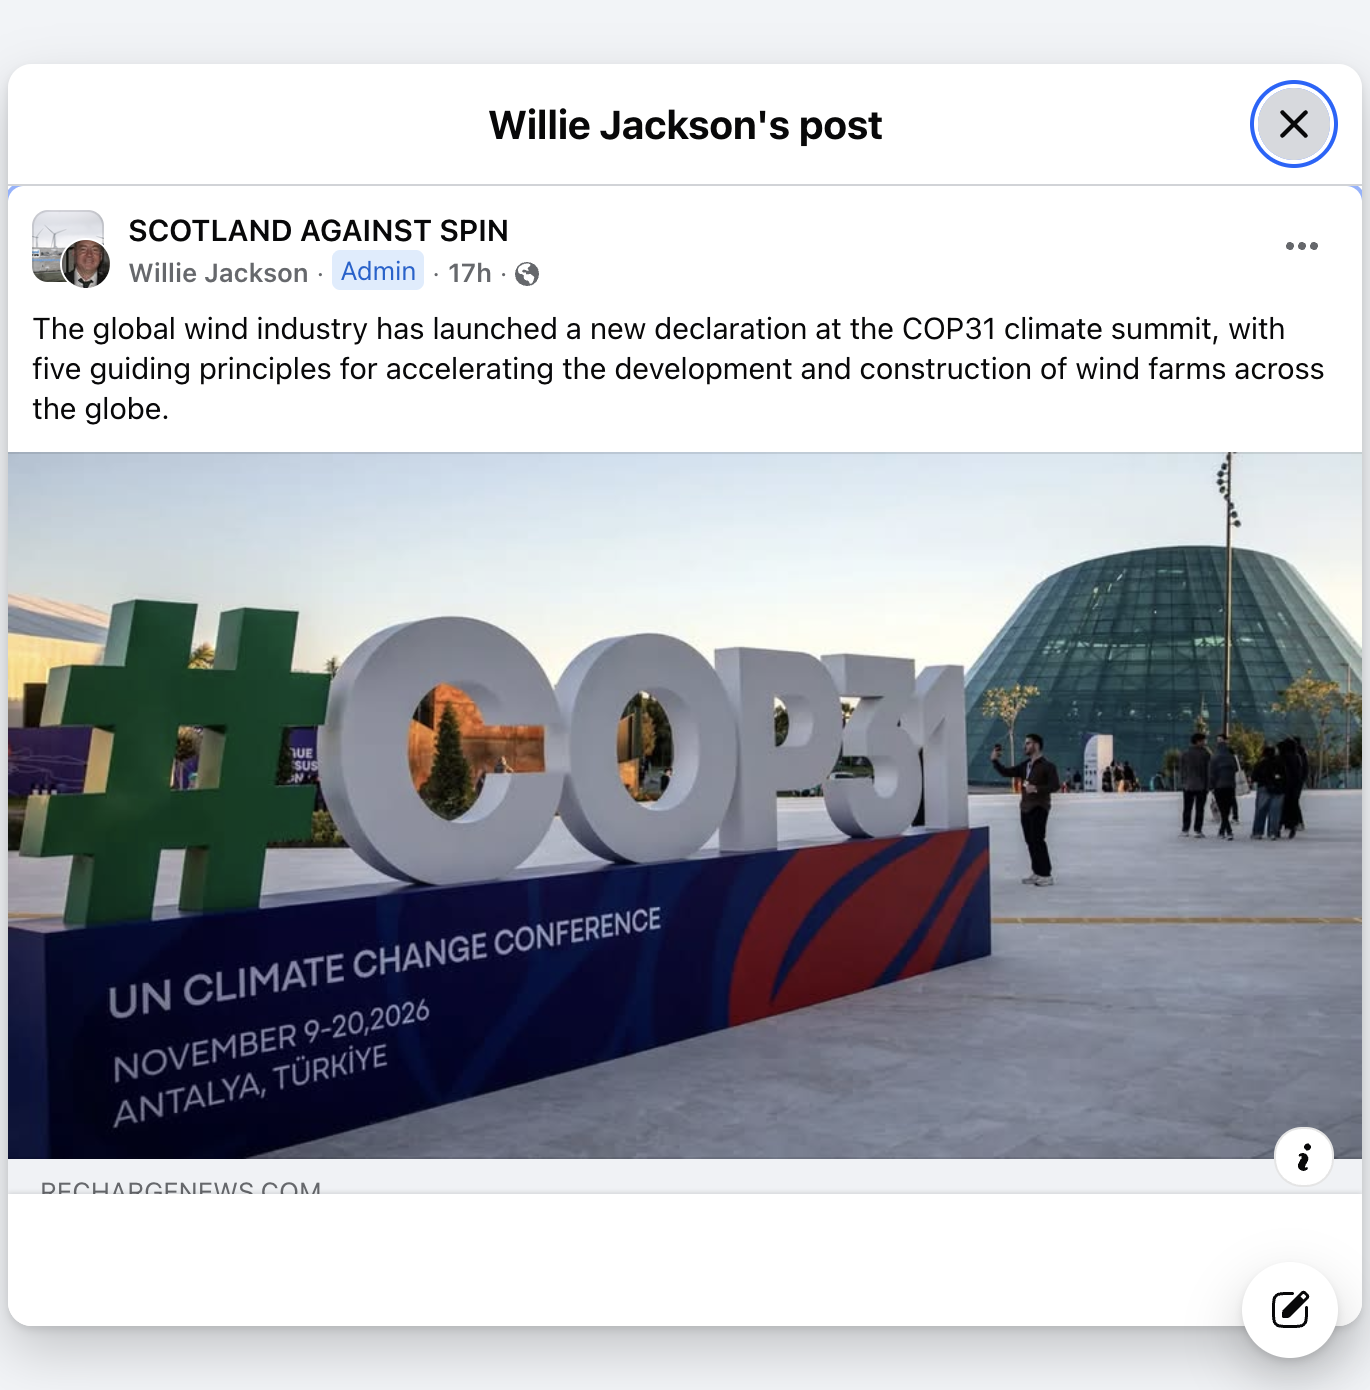 Willie Jackson's post
SCOTLAND AGAINST SPIN
Willie Jackson · Admin · 17h ·
The global wind industry has launched a new declaration at the COP31 climate summit, with
five guiding principles for accelerating the development and construction of wind farms across
the globe.
#COP31
UN CLIMATE CHANGE CONFERENCE
NOVEMBER 9-20,2026
ANTALYA, TÜRKİYE
RECHARGENEWS.COM